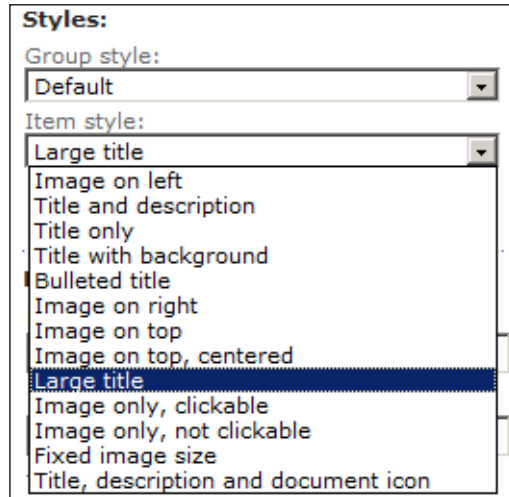 Styles:
Group style:
Default
Item style:
Large title
Image on left
Title and description
Title only
Title with background
Bulleted title
Image on right
Image on top
Image on top, centered
Large title
Image only, clickable
Image only, not clickable
Fixed image size
Title, description and document icon